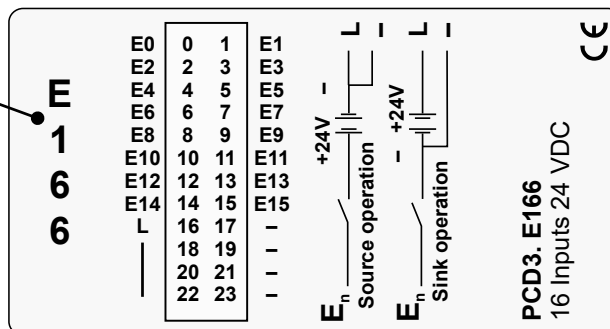 E
1
6
6
E0 0 1 E1
E2 2 3 E3
E4 4 5 E5
E6 6 7 E7
E8 8 9 E9
E10 10 11 E11
E12 12 13 E13
E14 14 15 E15
L 16 17 –
18 19 –
20 21 –
22 23 –
L –
+24V –
En
Source operation
L –
– +24V
En
Sink operation
CE
PCD3. E166
16 Inputs 24 VDC